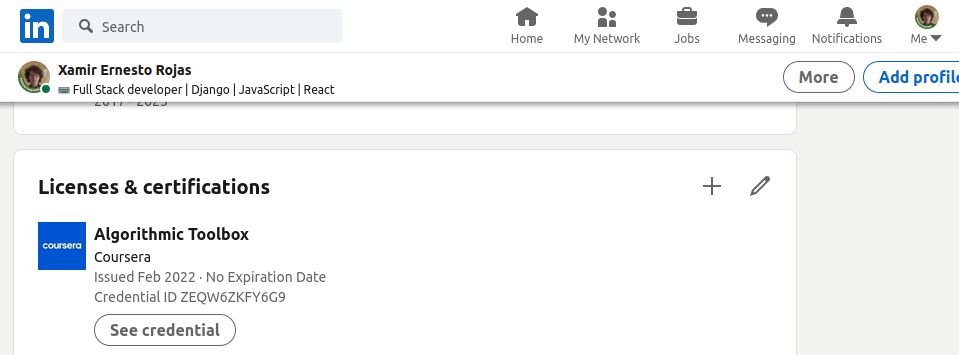 in
Search
Home
My Network
Jobs
Messaging
Notifications
Me
Xamir Ernesto Rojas
Full Stack developer | Django | JavaScript | React
More
Add profile
2017 - 2023
Licenses & certifications
coursera
Algorithmic Toolbox
Coursera
Issued Feb 2022 · No Expiration Date
Credential ID ZEQW6ZKFY6G9
See credential